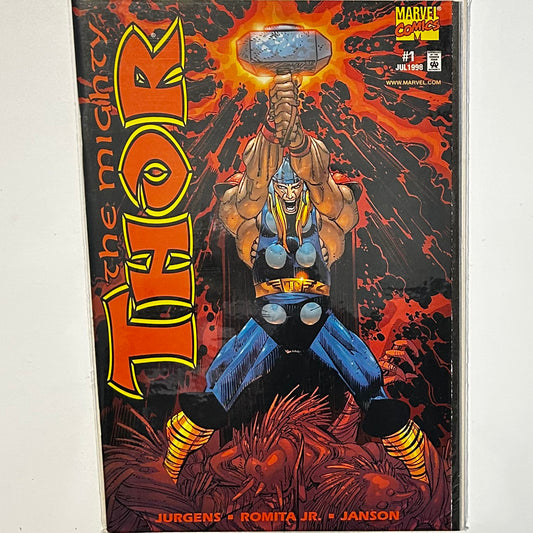 the mighty
THOR
MARVEL
COMICS
#1
JUL 1998
WWW.MARVEL.COM
JURGENS • ROMITA JR. • JANSON